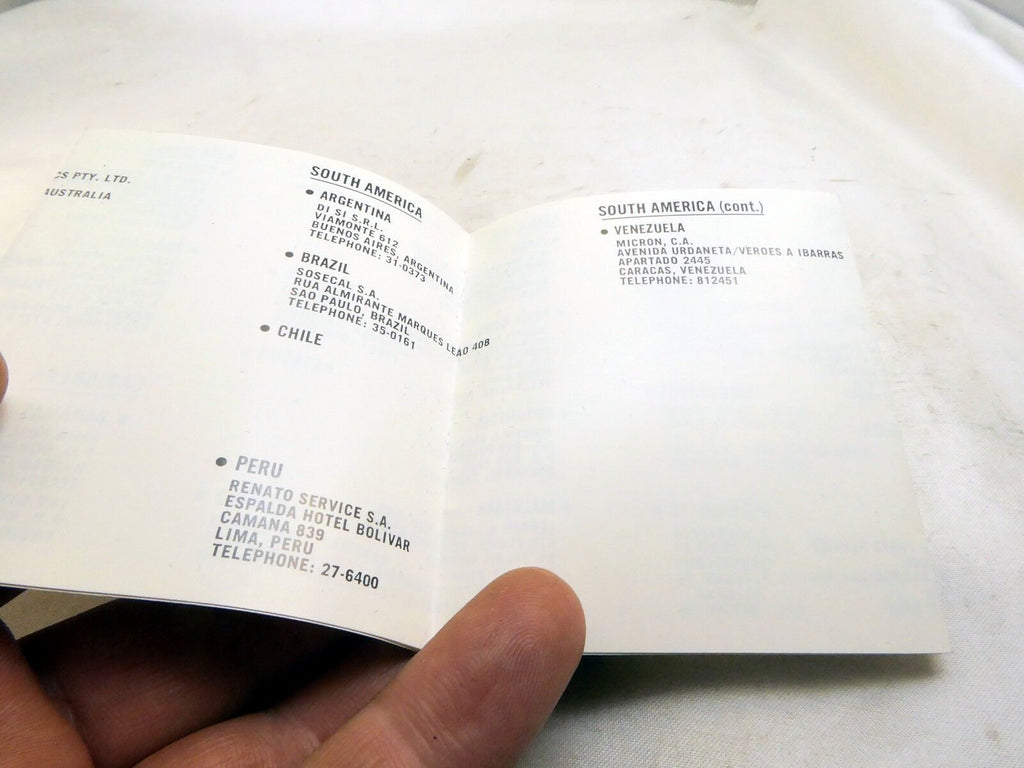 PTY. LTD.
AUSTRALIA
SOUTH AMERICA
• ARGENTINA
DI SI S.R.L.
VIAMONTE 612
BUENOS AIRES, ARGENTINA
TELEPHONE: 31-0373
• BRAZIL
SOSECAL S.A.
RUA ALMIRANTE MARQUES LEAO 408
SAO PAULO, BRAZIL
TELEPHONE: 35-0161
• CHILE
• PERU
RENATO SERVICE S.A.
ESPALDA HOTEL BOLIVAR
CAMANA 839
LIMA, PERU
TELEPHONE: 27-6400
SOUTH AMERICA (cont.)
• VENEZUELA
MICRON, C.A.
AVENIDA URDANETA/VEROES A IBARRAS
APARTADO 2445
CARACAS, VENEZUELA
TELEPHONE: 812451